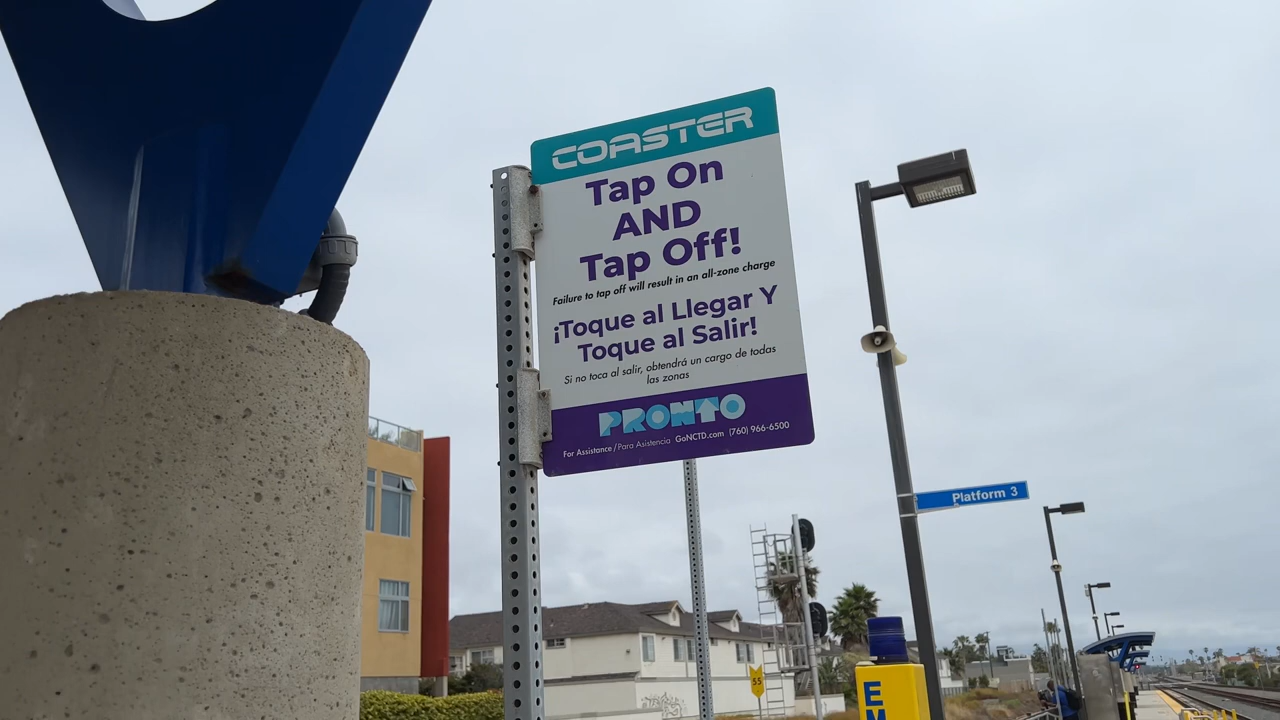 COASTER
Tap On
AND
Tap Off!
Failure to tap off will result in an all-zone charge
¡Toque al Llegar Y
Toque al Salir!
Si no toca al salir, obtendrá un cargo de todas
las zonas
PRONTO
For Assistance / Para Asistencia GoNCTD.com (760) 966-6500
Platform 3
55
EM